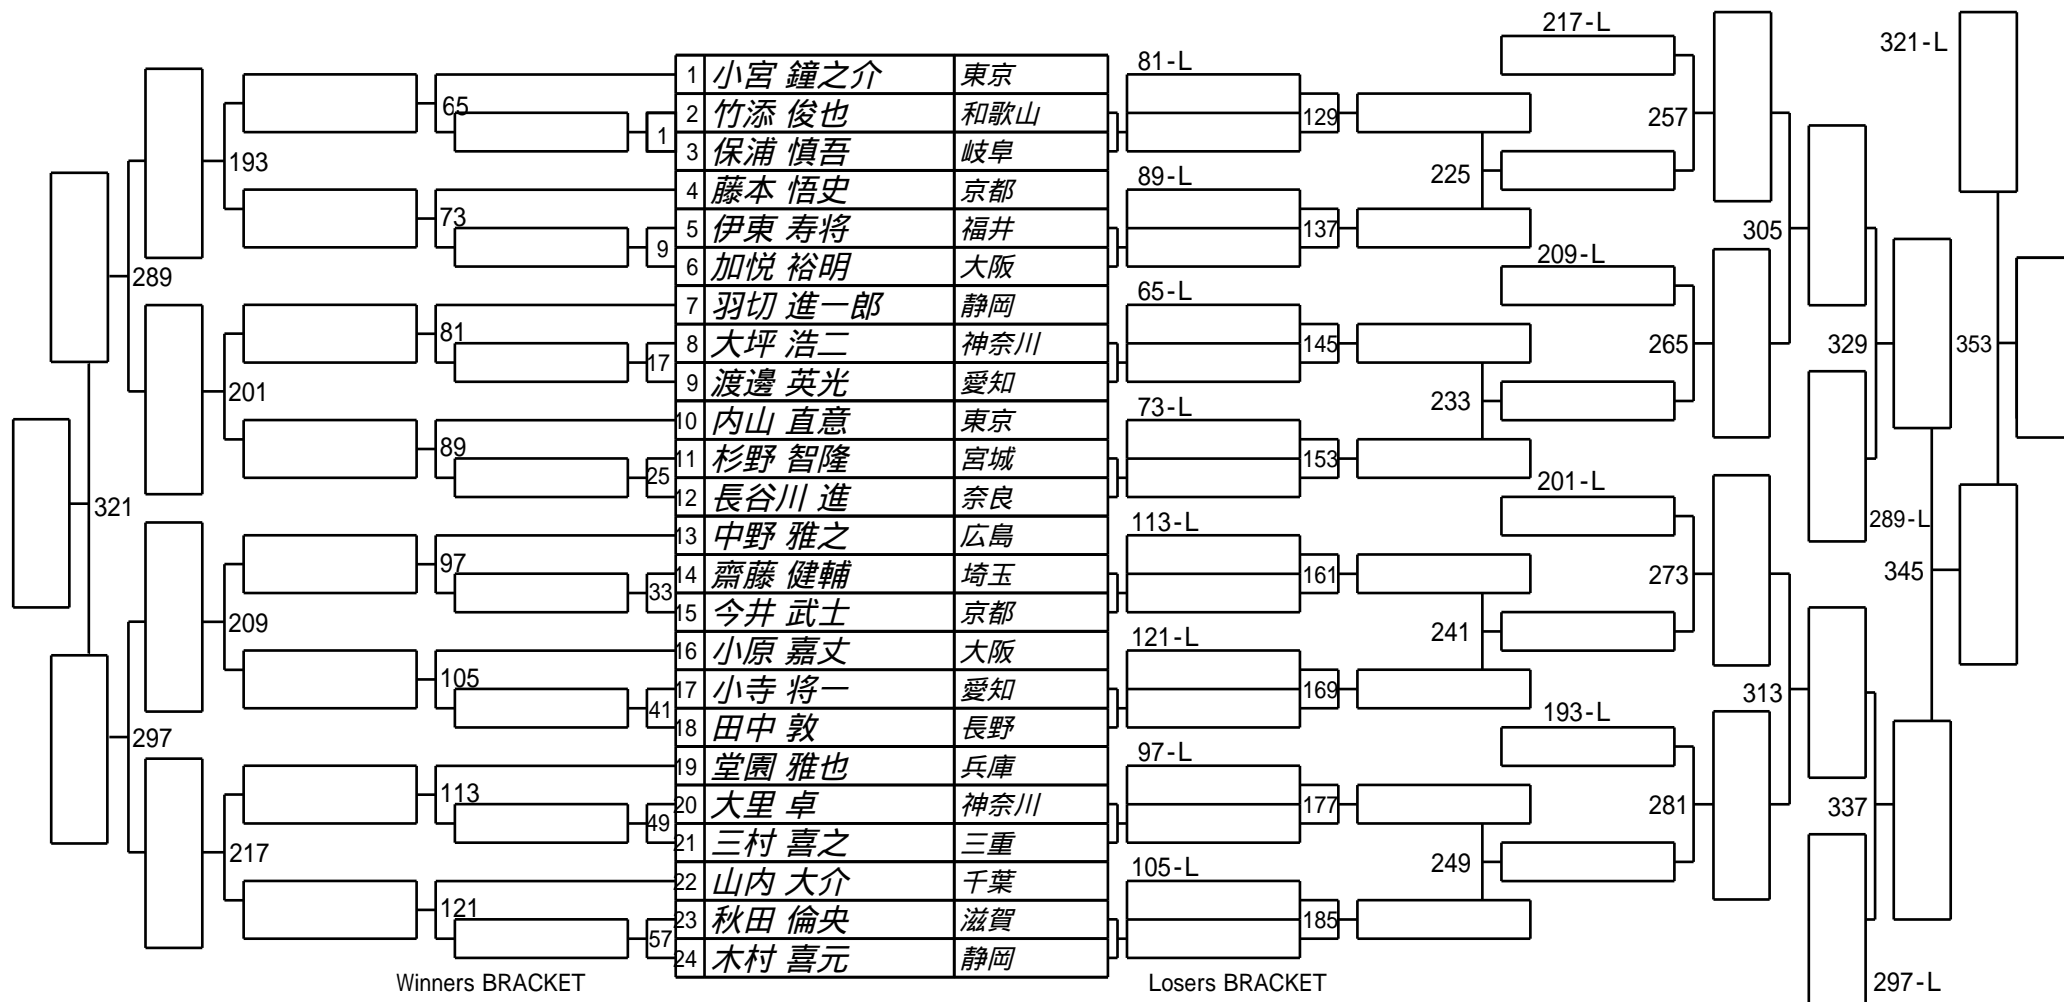 217-L
321-L
81-L
1 小宮 鐘之介 東京
65
2 竹添 俊也 和歌山
129
257
1
3 保浦 慎吾 岐阜
193
89-L
225
4 藤本 悟史 京都
73
5 伊東 寿将 福井
137
305
9
209-L
6 加悦 裕明 大阪
289
65-L
7 羽切 進一郎 静岡
81
8 大坪 浩二 神奈川
145
265
329
353
17
9 渡邊 英光 愛知
201
73-L
233
10 内山 直意 東京
89
11 杉野 智隆 宮城
153
25
201-L
12 長谷川 進 奈良
321
113-L
289-L
13 中野 雅之 広島
97
14 齋藤 健輔 埼玉
161
273
345
33
15 今井 武士 京都
209
121-L
241
16 小原 嘉丈 大阪
105
17 小寺 将一 愛知
169
313
41
193-L
18 田中 敦 長野
297
97-L
19 堂園 雅也 兵庫
113
20 大里 卓 神奈川
177
281
337
49
21 三村 喜之 三重
217
105-L
249
22 山内 大介 千葉
121
23 秋田 倫央 滋賀
185
57
24 木村 喜元 静岡
Winners BRACKET
Losers BRACKET
297-L